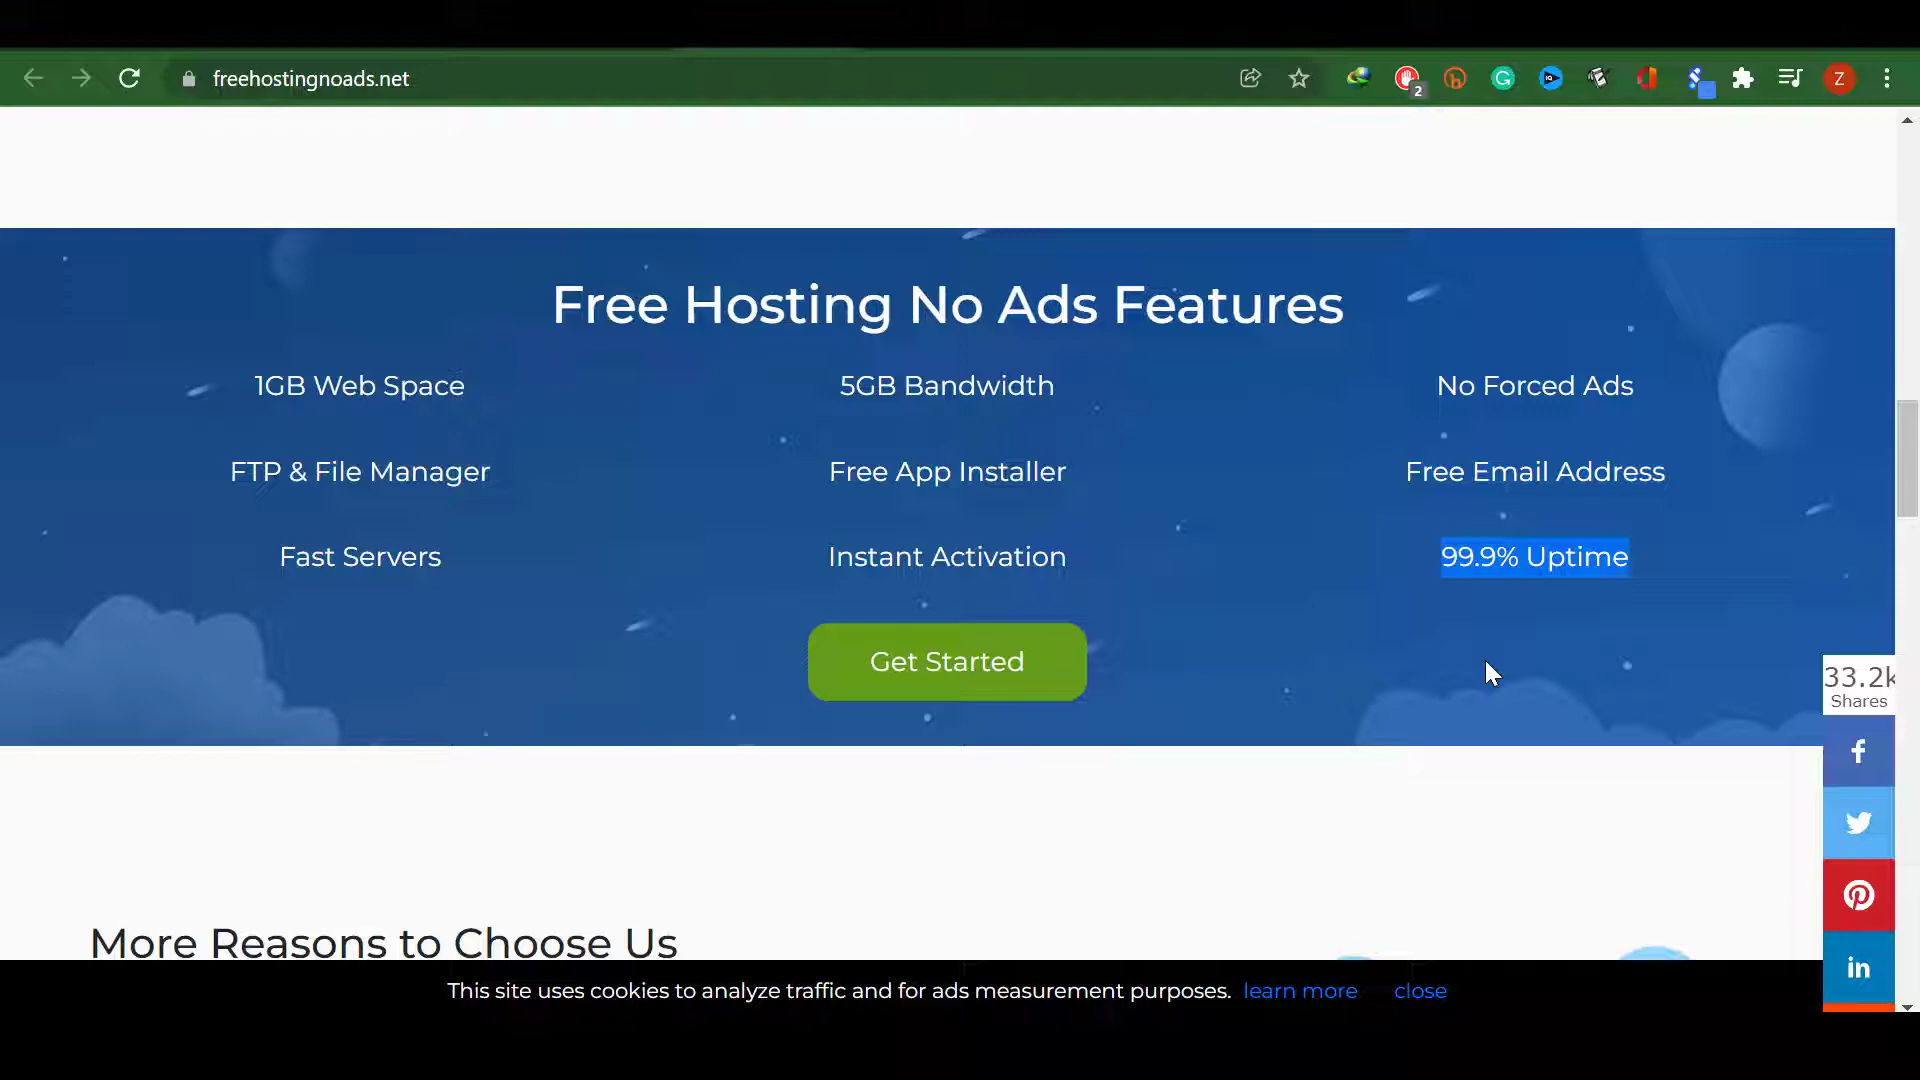 freehostingnoads.net
2
Z
Free Hosting No Ads Features
1GB Web Space
5GB Bandwidth
No Forced Ads
FTP & File Manager
Free App Installer
Free Email Address
Fast Servers
Instant Activation
99.9% Uptime
Get Started
33.2k
Shares
More Reasons to Choose Us
This site uses cookies to analyze traffic and for ads measurement purposes. learn more close